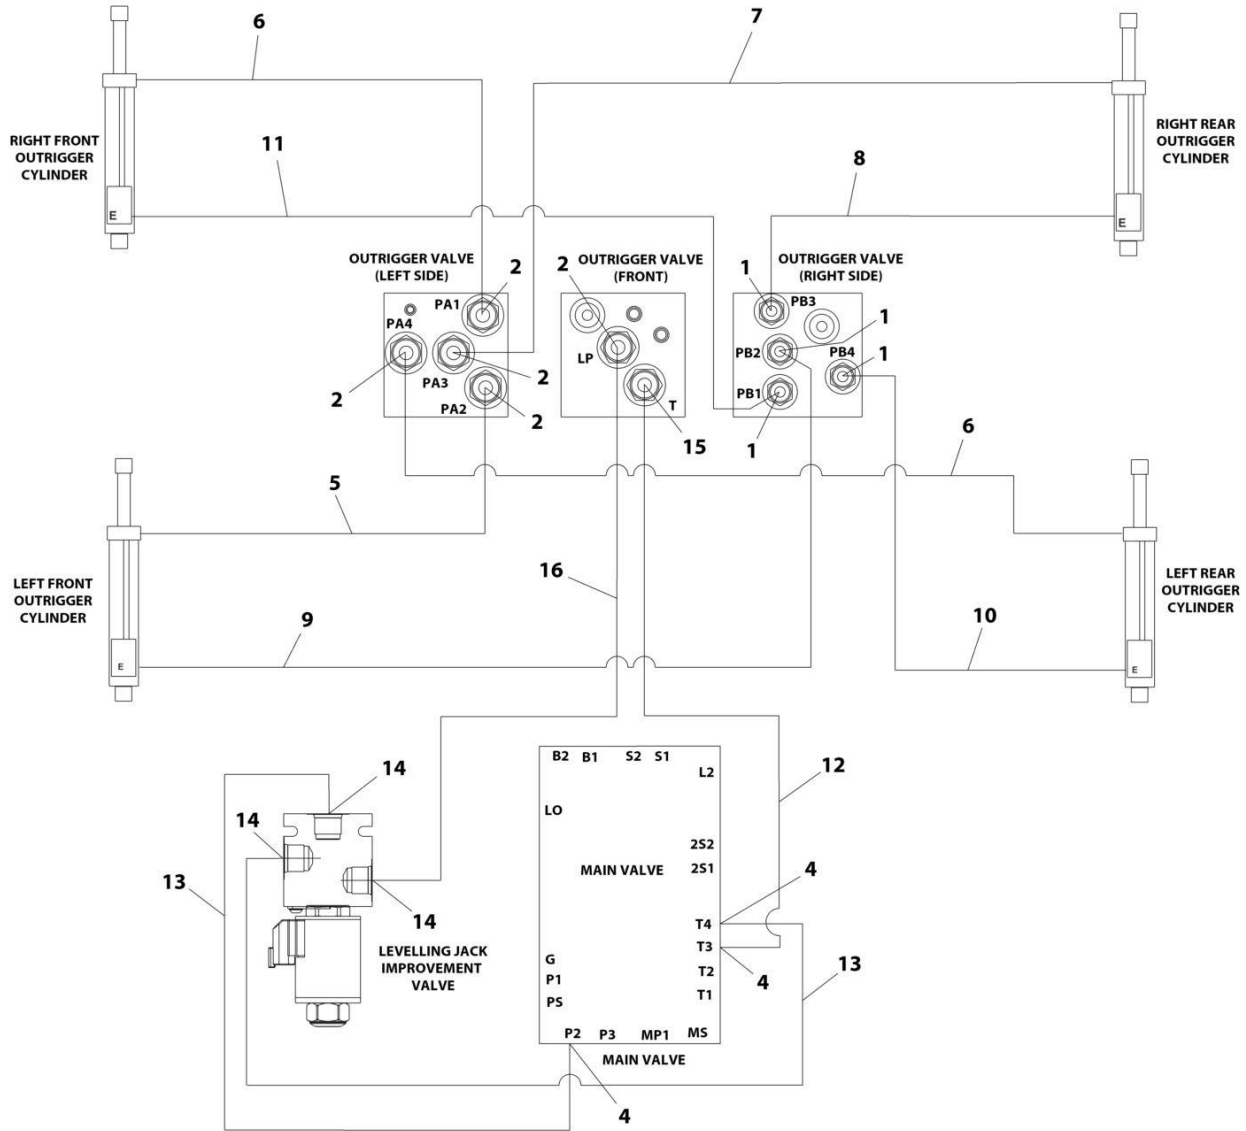 6
7
RIGHT FRONT
OUTRIGGER
CYLINDER
11
8
RIGHT REAR
OUTRIGGER
CYLINDER
E
E
OUTRIGGER VALVE
(LEFT SIDE)
2
2
OUTRIGGER VALVE
(FRONT)
1
OUTRIGGER VALVE
(RIGHT SIDE)
PA1
PA4
PA3
PA2
2
2
2
LP
T
15
PB3
1
PB2
PB4
1
PB1
1
6
5
LEFT FRONT
OUTRIGGER
CYLINDER
16
LEFT REAR
OUTRIGGER
CYLINDER
9
10
E
E
B2
B1
S2
S1
L2
12
14
14
LO
2S2
2S1
MAIN VALVE
13
14
4
T4
T3
T2
T1
4
13
LEVELLING JACK
IMPROVEMENT
VALVE
G
P1
PS
P2
P3
MP1
MS
MAIN VALVE
4